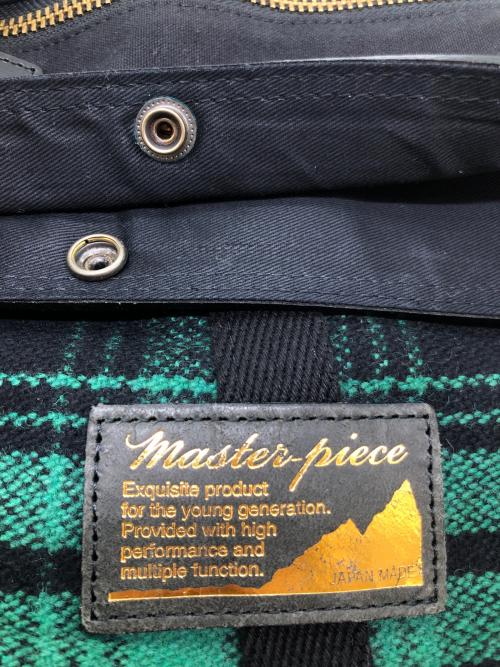 Master-piece
Exquisite product
for the young generation.
Provided with high
performance and
multiple function.
JAPAN MADE